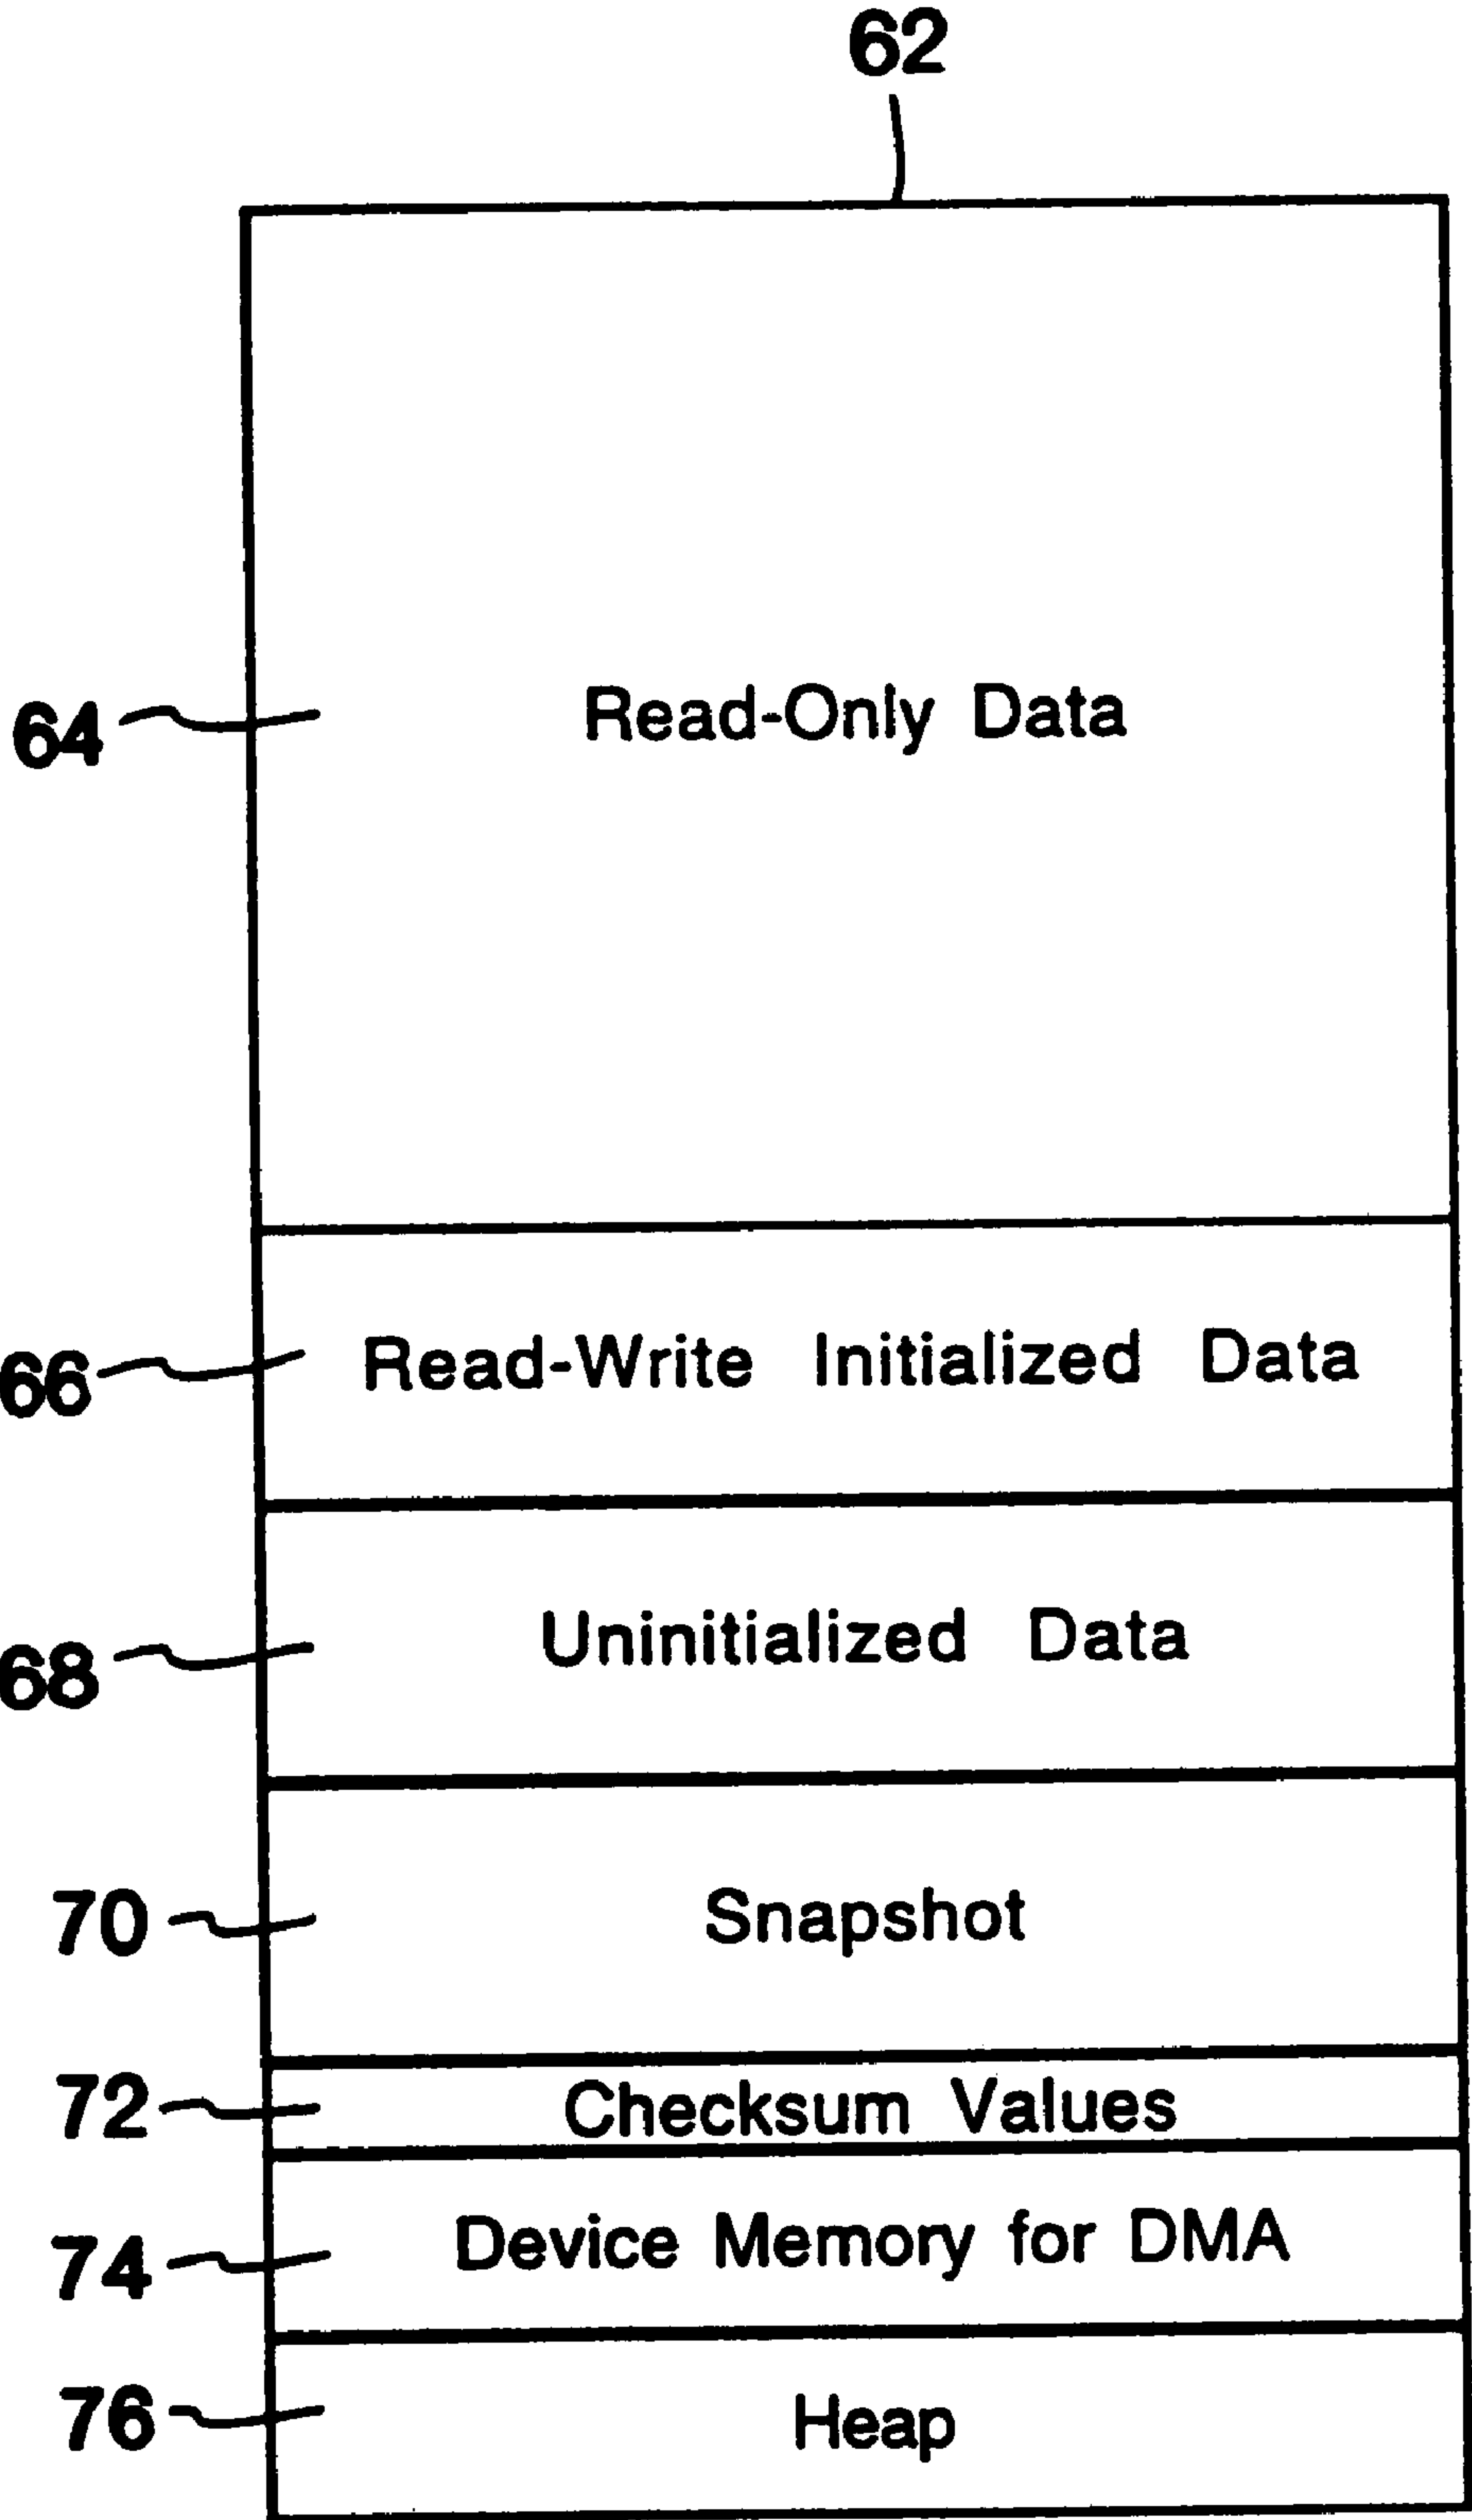 62
64 Read-Only Data
66 Read-Write Initialized Data
68 Uninitialized Data
70 Snapshot
72 Checksum Values
74 Device Memory for DMA
76 Heap